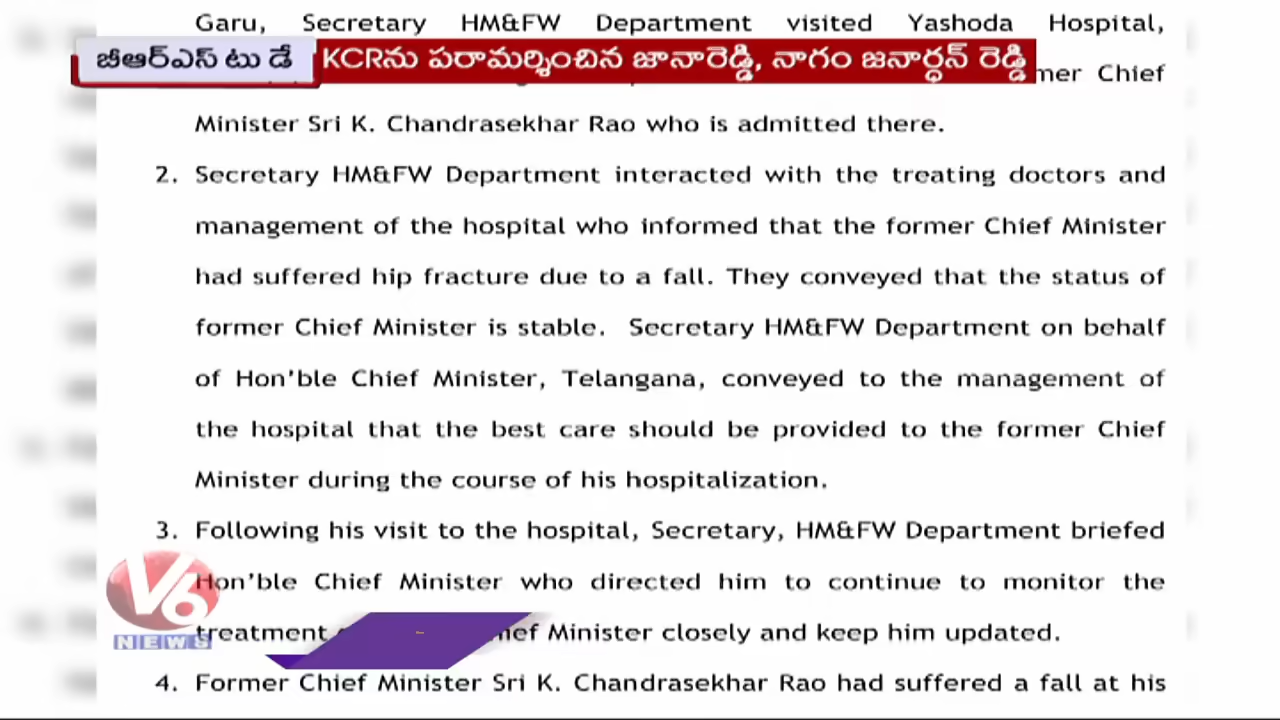 Garu, Secretary HM&FW Department visited Yashoda Hospital,
బీఆర్ఎస్ టు డే KCRను పరామర్శించిన జానారెడ్డి, నాగం జనార్ధన్ రెడ్డి
mer Chief
Minister Sri K. Chandrasekhar Rao who is admitted there.
2. Secretary HM&FW Department interacted with the treating doctors and
management of the hospital who informed that the former Chief Minister
had suffered hip fracture due to a fall. They conveyed that the status of
former Chief Minister is stable. Secretary HM&FW Department on behalf
of Hon'ble Chief Minister, Telangana, conveyed to the management of
the hospital that the best care should be provided to the former Chief
Minister during the course of his hospitalization.
3. Following his visit to the hospital, Secretary, HM&FW Department briefed
Hon'ble Chief Minister who directed him to continue to monitor the
treatment Minister closely and keep him updated.
4. Former Chief Minister Sri K. Chandrasekhar Rao had suffered a fall at his
V6
NEWS